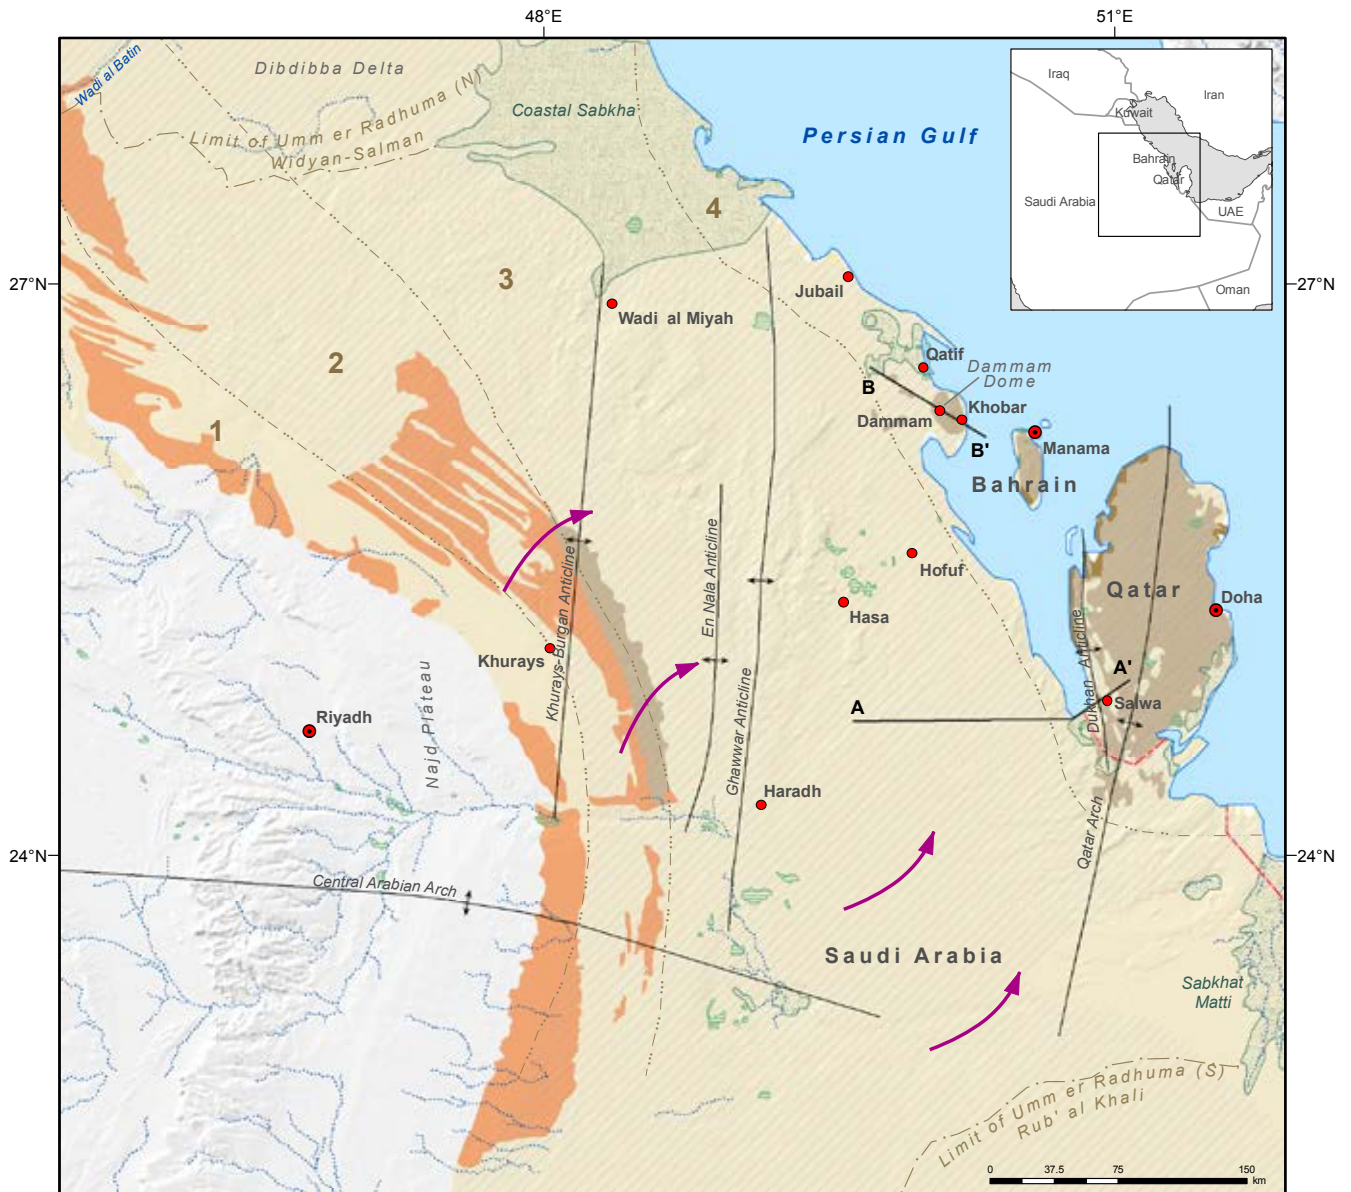 48°E
51°E
Wadi al Batin
Dibdibba Delta
Limit of Umm er Radhuma (N)
Widyan-Salman
Coastal Sabkha
Persian Gulf
Iraq
Iran
Kuwait
Bahrain
Qatar
Saudi Arabia
UAE
Oman
27°N
27°N
4
3
2
1
Jubail
Wadi al Miyah
Qatif
Dammam
Dome
B
Khobar
Dammam
B'
Manama
Bahrain
Hofuf
Hasa
Qatar
Doha
Khurays-Burgan Anticline
En Nala Anticline
Ghawwar Anticline
Dukhan Anticline
Khurays
Riyadh
Najd Plateau
A
A'
Salwa
Haradh
Qatar Arch
24°N
24°N
Central Arabian Arch
Saudi Arabia
Sabkhat
Matti
Limit of Umm er Radhuma (S)
Rub' al Khali
0
37.5
75
150
km